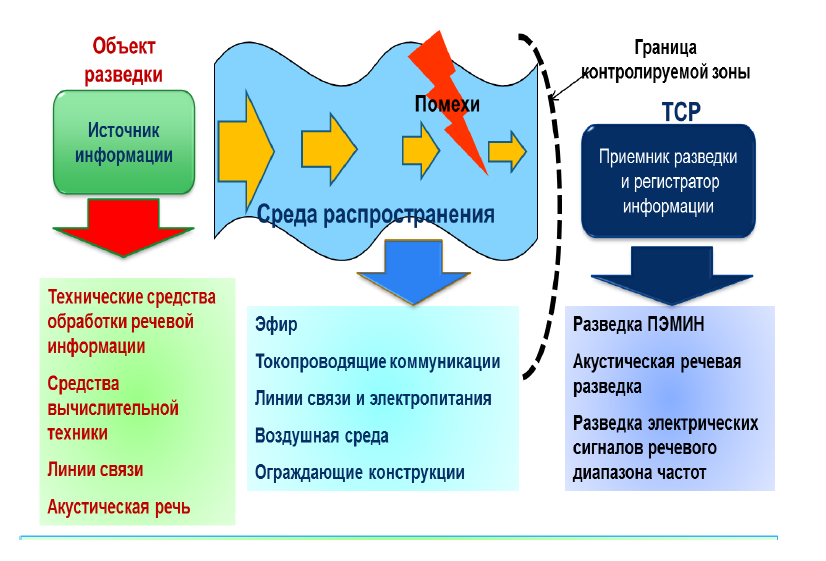 Объект
разведки
Источник
информации
Технические средства
обработки речевой
информации
Средства
вычислительной
техники
Линии связи
Акустическая речь
Помехи
Среда распространения
Эфир
Токопроводящие коммуникации
Линии связи и электропитания
Воздушная среда
Ограждающие конструкции
Граница
контролируемой зоны
ТСР
Приемник разведки
и регистратор
информации
Разведка ПЭМИН
Акустическая речевая
разведка
Разведка электрических
сигналов речевого
диапазона частот